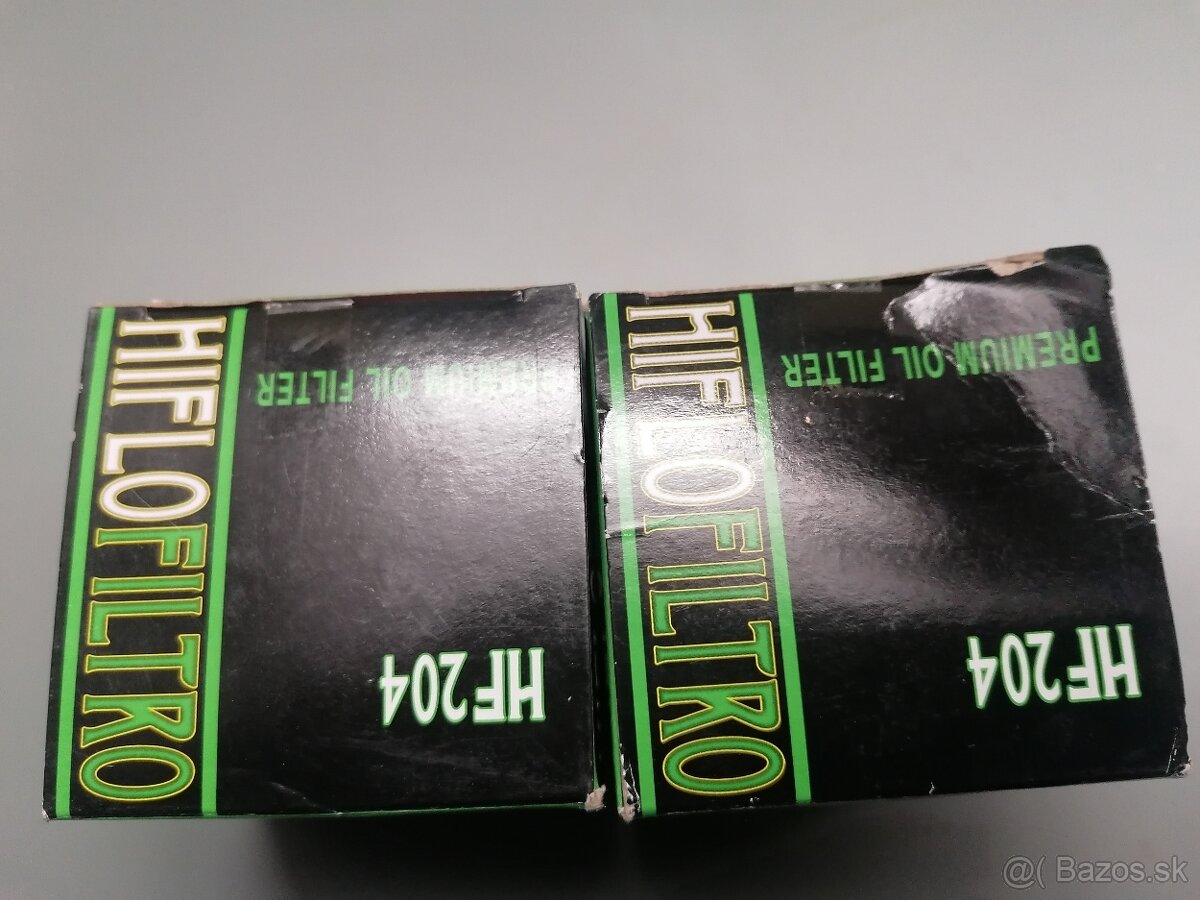 HIFLOFILTRO
PREMIUM OIL FILTER
HF204
HIFLOFILTRO
PREMIUM OIL FILTER
HF204
@( Bazos.sk